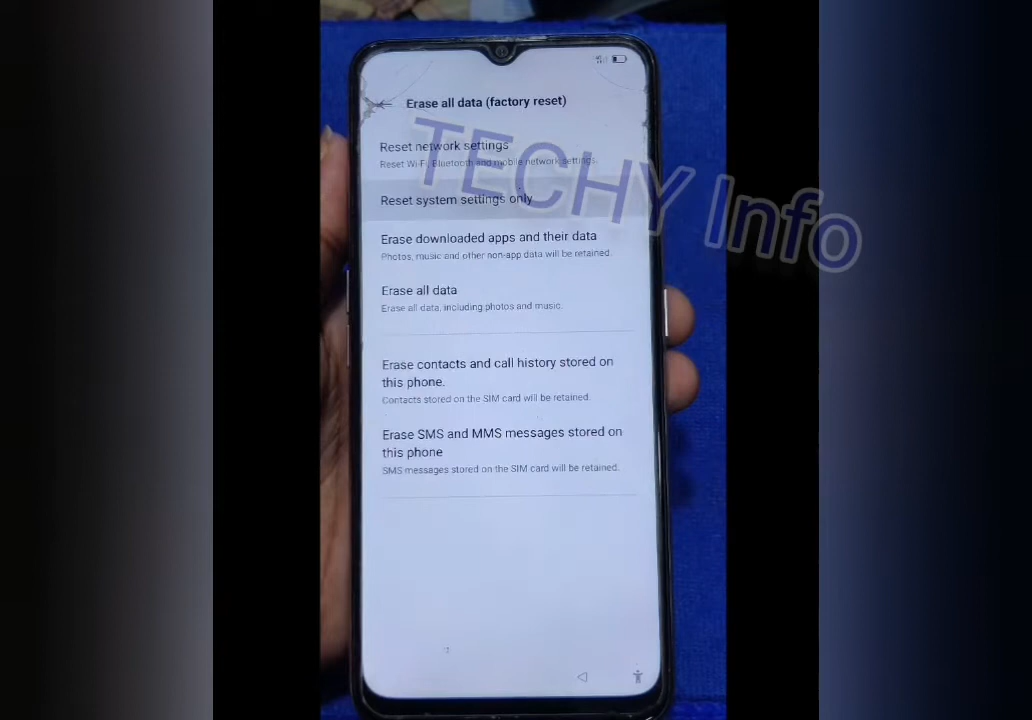 Erase all data (factory reset)
Reset network settings
Reset Wi-Fi, Bluetooth and mobile network settings.
TECHY Info
Reset system settings only
Erase downloaded apps and their data
Photos, music and other non-app data will be retained.
Erase all data
Erase all data, including photos and music.
Erase contacts and call history stored on
this phone.
Contacts stored on the SIM card will be retained.
Erase SMS and MMS messages stored on
this phone
SMS messages stored on the SIM card will be retained.